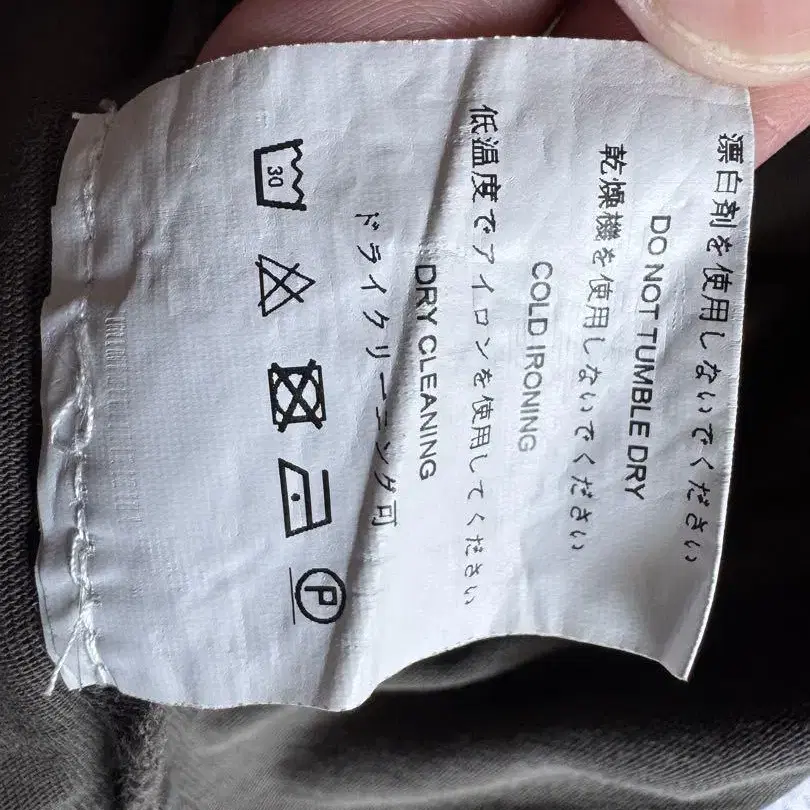 漂白剤を使用しないでください
DO NOT TUMBLE DRY
乾燥機を使用しないでください
COLD IRONING
低温度でアイロンを使用してください
DRY CLEANING
ドライクリーニング可
30
P